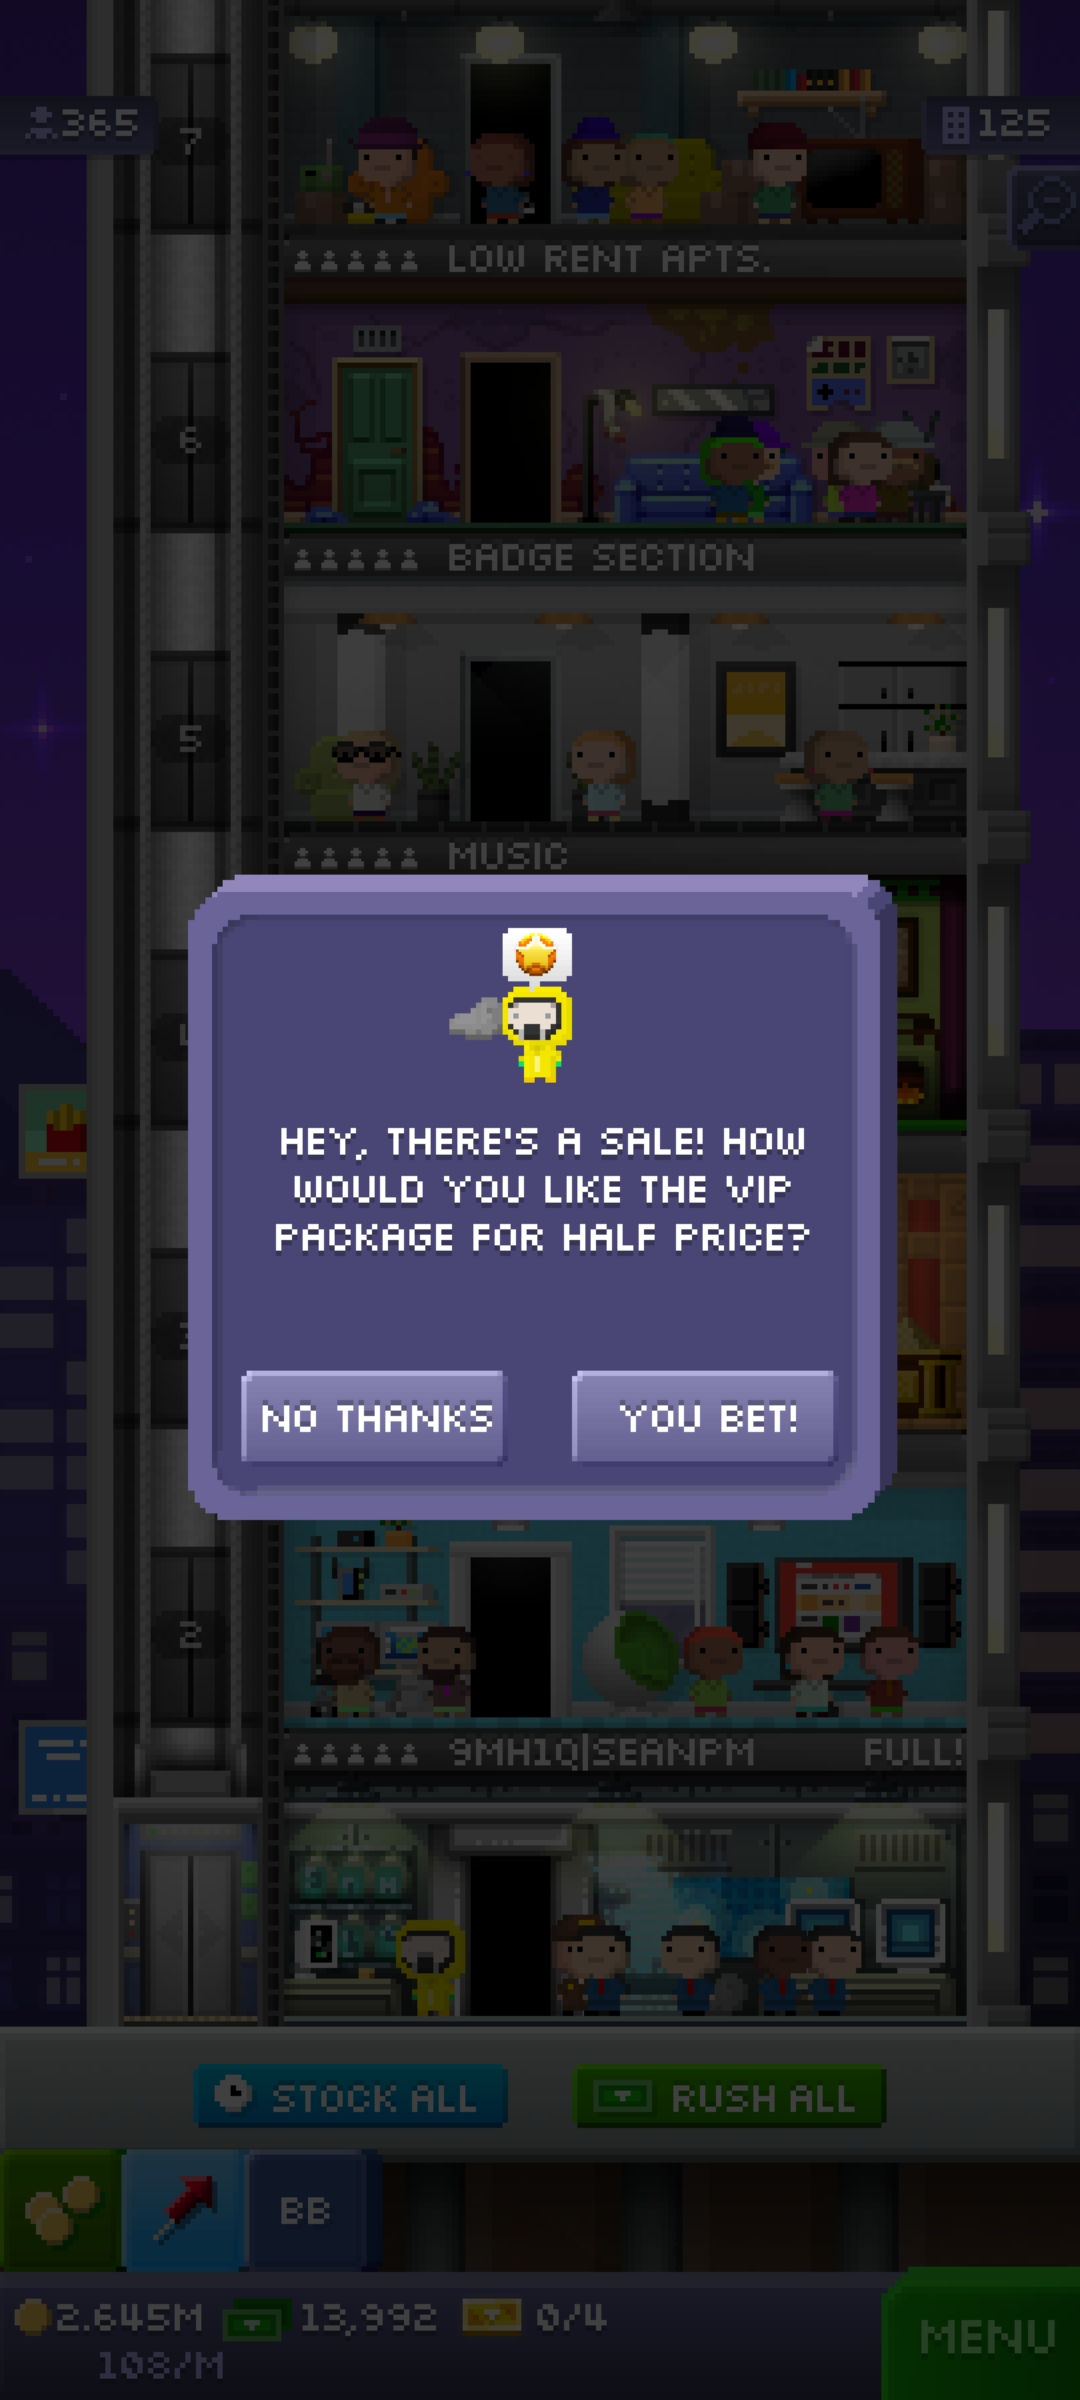 365
125
7
LOW RENT APTS.
6
BADGE SECTION
5
MUSIC
HEY, THERE'S A SALE! HOW
WOULD YOU LIKE THE VIP
PACKAGE FOR HALF PRICE?
NO THANKS
YOU BET!
2
9MH1Q|SEANPM
FULL!
STOCK ALL
RUSH ALL
BB
2.645M
13,992
0/4
108/M
MENU